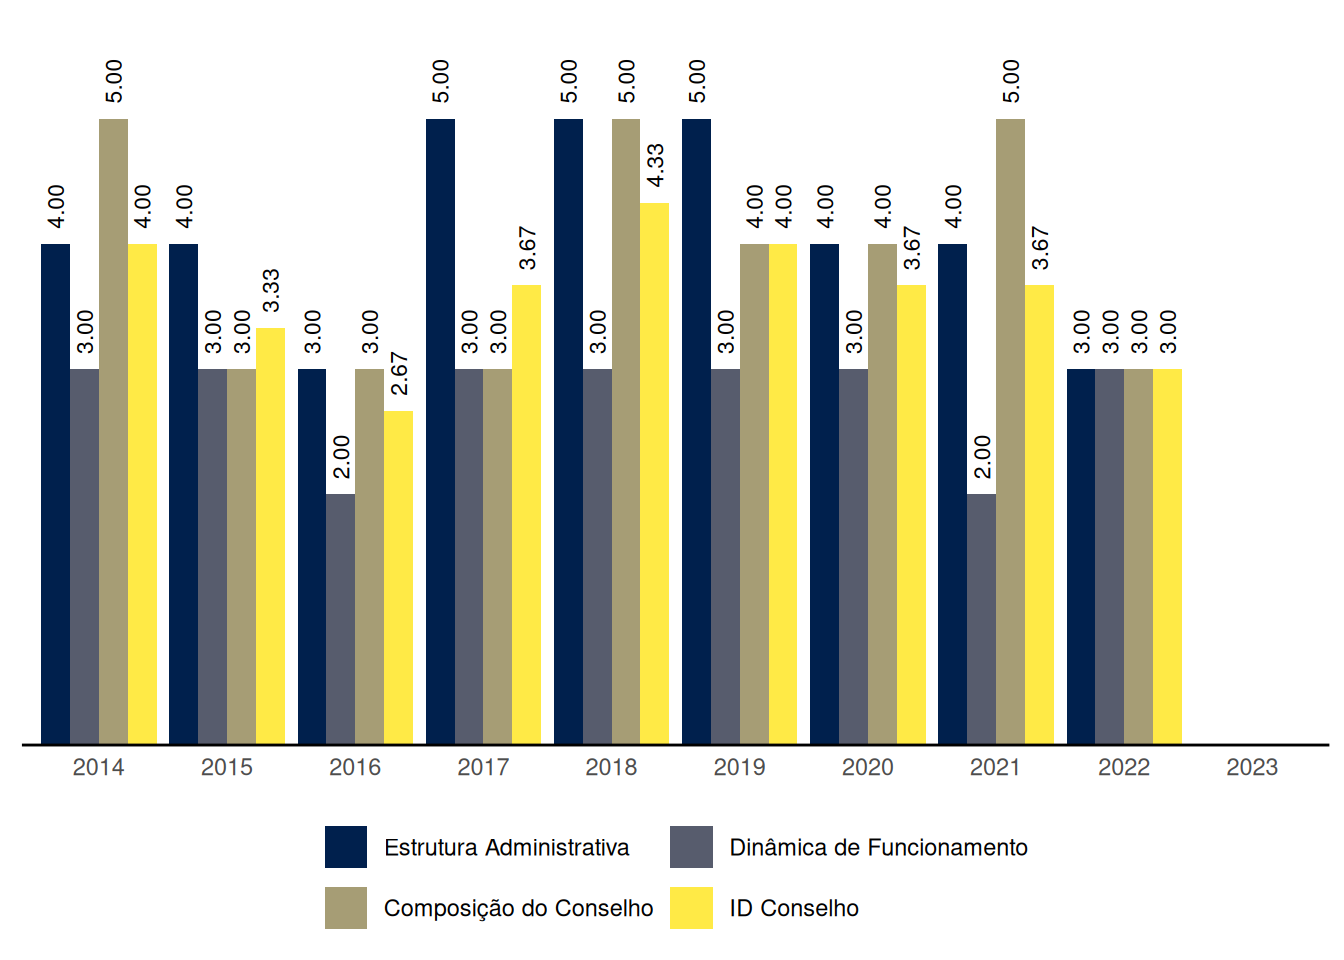 5.00 5.00 5.00 5.00 5.00 5.00
4.33
4.00 4.00 4.00 4.00 4.00 4.00 4.00 4.00
3.67 3.67 3.67
3.33
3.00 3.00 3.00 3.00 3.00 3.00 3.00 3.00 3.00 3.00 3.00 3.00 3.00 3.00
2.67
2.00 2.00
2014 2015 2016 2017 2018 2019 2020 2021 2022 2023
Estrutura Administrativa Dinâmica de Funcionamento
Composição do Conselho ID Conselho